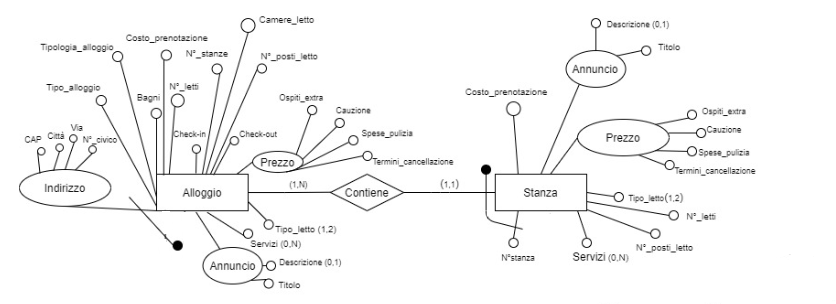 Camere_letto
Descrizione (0,1)
Costo_prenotazione
Tipologia_alloggio
N°_stanze
N°_posti_letto
Titolo
Annuncio
Tipo_alloggio
Bagni
N°_letti
Costo_prenotazione
Ospiti_extra
Cauzione
Ospiti_extra
Via
Città
CAP
N°_civico
Check-in
Check-out
Spese_pulizia
Prezzo
Cauzione
Prezzo
Termini_cancellazione
Spese_pulizia
Termini_cancellazione
Indirizzo
Alloggio
(1,N)
Contiene
(1,1)
Stanza
Tipo_letto(1,2)
N°_letti
Tipo_letto (1,2)
Servizi (0,N)
N°_posti_letto
N°stanza
Servizi (0,N)
Annuncio
Descrizione (0,1)
Titolo